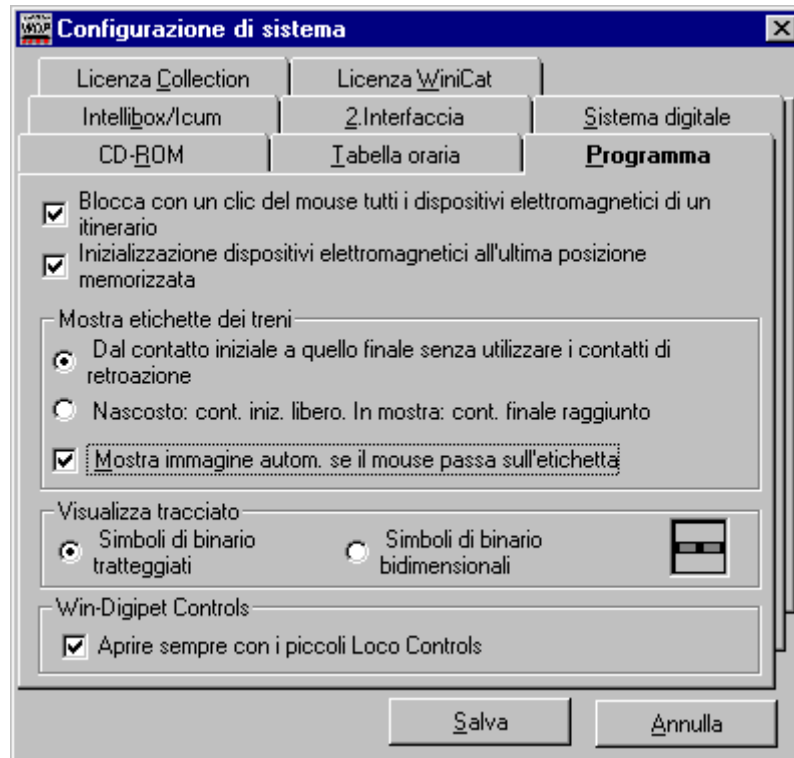 WDP
Configurazione di sistema
Licenza Collection
Licenza WiniCat
Intellibox/Icum
2.Interfaccia
Sistema digitale
CD-ROM
Tabella oraria
Programma
Blocca con un clic del mouse tutti i dispositivi elettromagnetici di un
itinerario
Inizializzazione dispositivi elettromagnetici all'ultima posizione
memorizzata
Mostra etichette dei treni
Dal contatto iniziale a quello finale senza utilizzare i contatti di
retroazione
Nascosto: cont. iniz. libero. In mostra: cont. finale raggiunto
Mostra immagine autom. se il mouse passa sull'etichetta
Visualizza tracciato
Simboli di binario
tratteggiati
Simboli di binario
bidimensionali
Win-Digipet Controls
Aprire sempre con i piccoli Loco Controls
Salva
Annulla